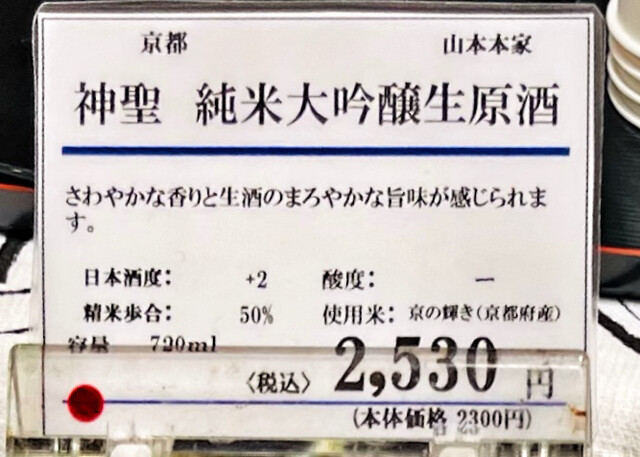 京都 山本本家
神聖 純米大吟醸生原酒
さわやかな香りと生酒のまろやかな旨味が感じられま
す。
日本酒度： +2 酸度： ー
精米歩合： 50% 使用米：京の輝き（京都府産）
容量 720ml
〈税込〉 2,530 円
（本体価格 2300円）